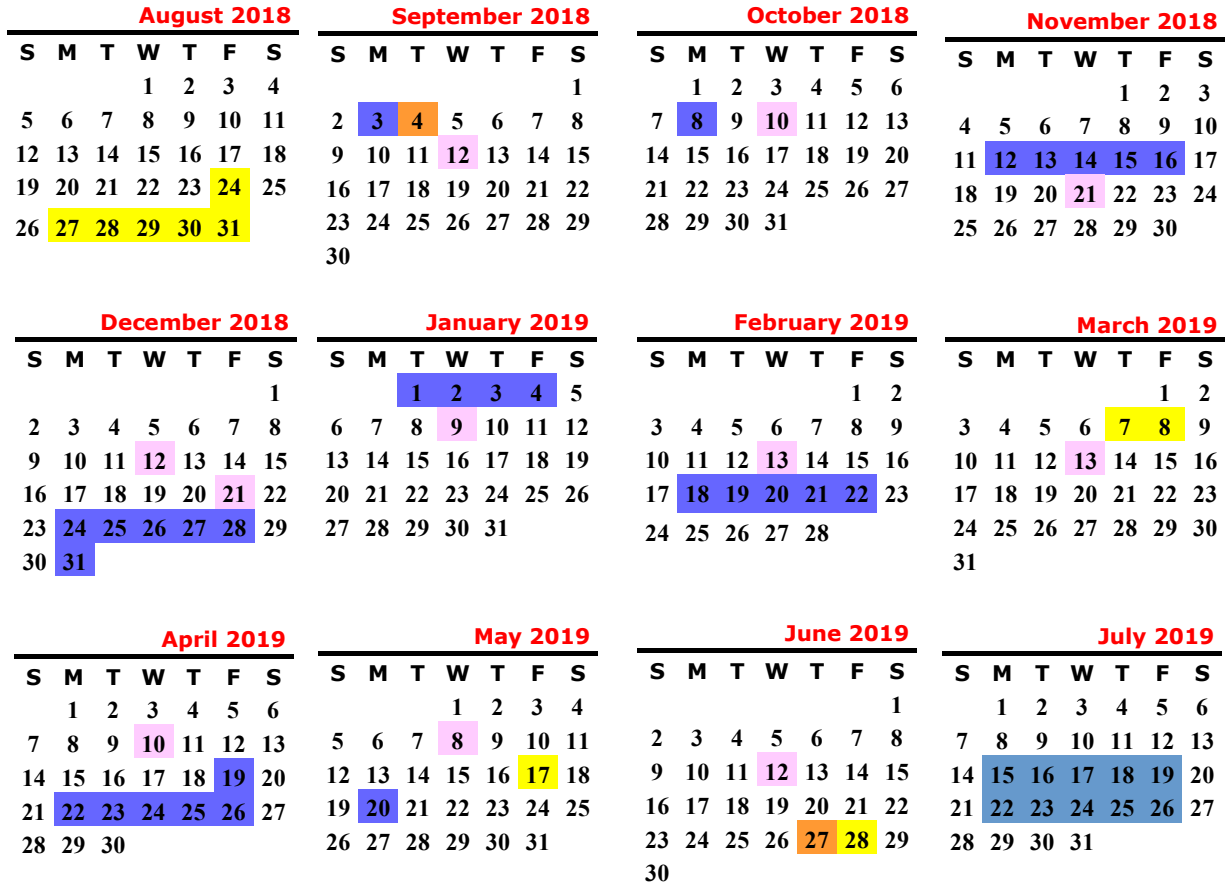 August 2018
S M T W T F S
1 2 3 4
5 6 7 8 9 10 11
12 13 14 15 16 17 18
19 20 21 22 23 24 25
26 27 28 29 30 31
September 2018
S M T W T F S
1
2 3 4 5 6 7 8
9 10 11 12 13 14 15
16 17 18 19 20 21 22
23 24 25 26 27 28 29
30
October 2018
S M T W T F S
1 2 3 4 5 6
7 8 9 10 11 12 13
14 15 16 17 18 19 20
21 22 23 24 25 26 27
28 29 30 31
November 2018
S M T W T F S
1 2 3
4 5 6 7 8 9 10
11 12 13 14 15 16 17
18 19 20 21 22 23 24
25 26 27 28 29 30
December 2018
S M T W T F S
1
2 3 4 5 6 7 8
9 10 11 12 13 14 15
16 17 18 19 20 21 22
23 24 25 26 27 28 29
30 31
January 2019
S M T W T F S
1 2 3 4 5
6 7 8 9 10 11 12
13 14 15 16 17 18 19
20 21 22 23 24 25 26
27 28 29 30 31
February 2019
S M T W T F S
1 2
3 4 5 6 7 8 9
10 11 12 13 14 15 16
17 18 19 20 21 22 23
24 25 26 27 28
March 2019
S M T W T F S
1 2
3 4 5 6 7 8 9
10 11 12 13 14 15 16
17 18 19 20 21 22 23
24 25 26 27 28 29 30
31
April 2019
S M T W T F S
1 2 3 4 5 6
7 8 9 10 11 12 13
14 15 16 17 18 19 20
21 22 23 24 25 26 27
28 29 30
May 2019
S M T W T F S
1 2 3 4
5 6 7 8 9 10 11
12 13 14 15 16 17 18
19 20 21 22 23 24 25
26 27 28 29 30 31
June 2019
S M T W T F S
1
2 3 4 5 6 7 8
9 10 11 12 13 14 15
16 17 18 19 20 21 22
23 24 25 26 27 28 29
30
July 2019
S M T W T F S
1 2 3 4 5 6
7 8 9 10 11 12 13
14 15 16 17 18 19 20
21 22 23 24 25 26 27
28 29 30 31